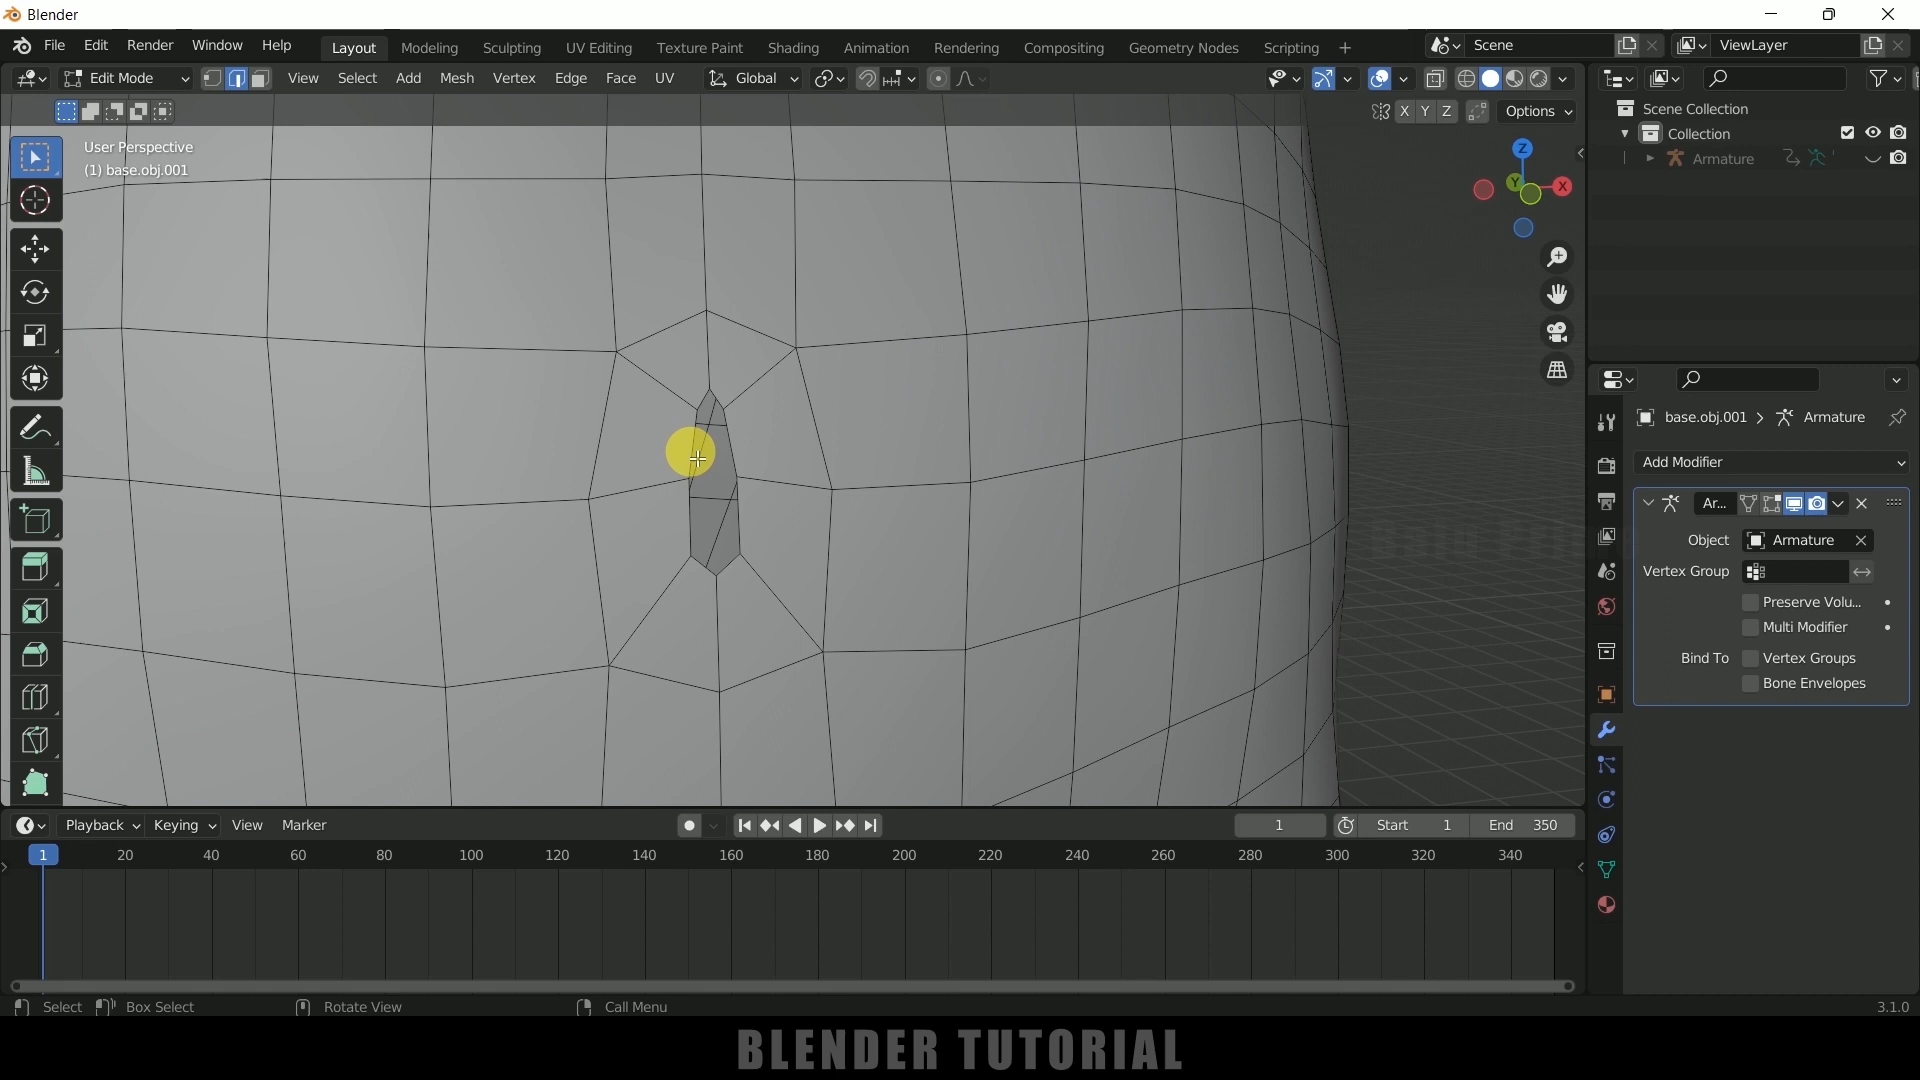 Blender
File Edit Render Window Help Layout Modeling Sculpting UV Editing Texture Paint Shading Animation Rendering Compositing Geometry Nodes Scripting + Scene ViewLayer
Edit Mode View Select Add Mesh Vertex Edge Face UV Global
X Y Z Options
User Perspective
(1) base.obj.001
Z
Y
X
Scene Collection
Collection
Armature
base.obj.001 > Armature
Add Modifier
Ar...
Object Armature
Vertex Group
Preserve Volu...
Multi Modifier
Bind To Vertex Groups
Bone Envelopes
Playback Keying View Marker 1 Start 1 End 350
1 20 40 60 80 100 120 140 160 180 200 220 240 260 280 300 320 340
Select Box Select Rotate View Call Menu 3.1.0
BLENDER TUTORIAL